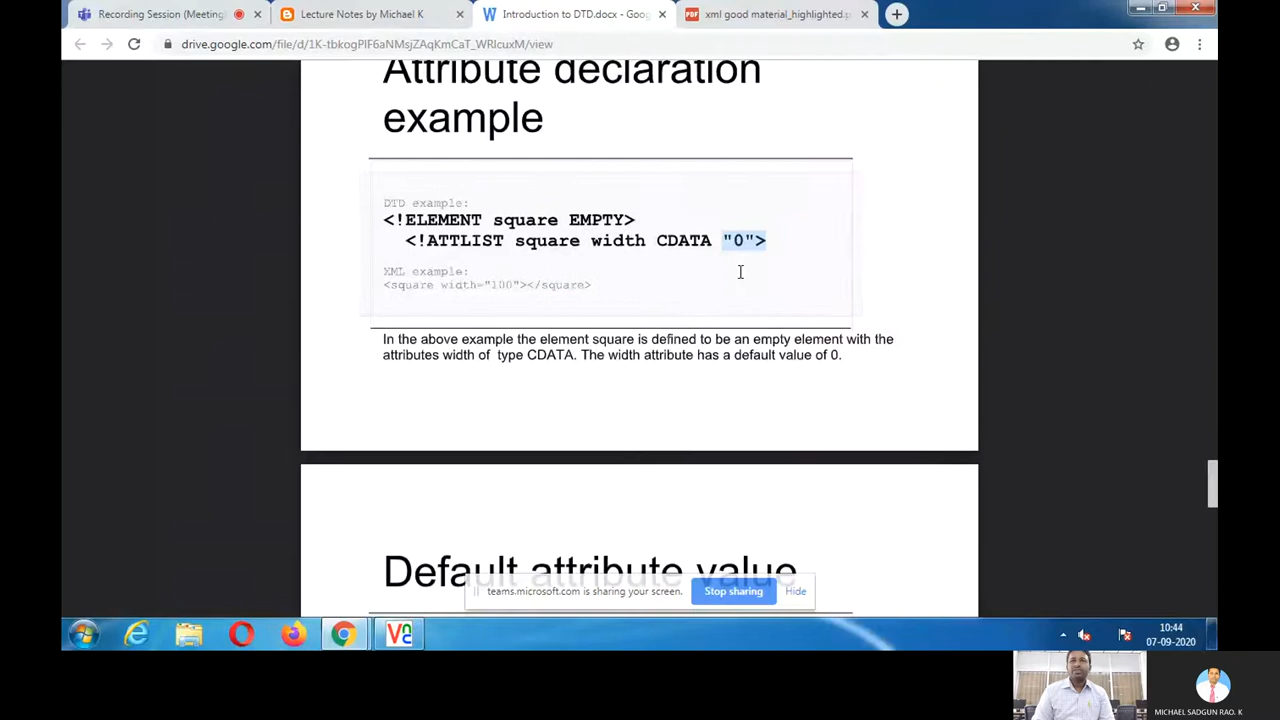 Recording Session (Meeting
Lecture Notes by Michael K
Introduction to DTD.docx - Goog
PDF
xml good material_highlighted.p
drive.google.com/file/d/1K-tbkogPIF6aNMsjZAqKmCaT_WRlcuxM/view
Attribute declaration
example
DTD example:
<!ELEMENT square EMPTY>
<!ATTLIST square width CDATA "0">
XML example:
<square width="100"></square>
In the above example the element square is defined to be an empty element with the
attributes width of type CDATA. The width attribute has a default value of 0.
Default attribute value
teams.microsoft.com is sharing your screen.
Stop sharing
Hide
10:44
07-09-2020
MICHAEL SADGUN RAO. K